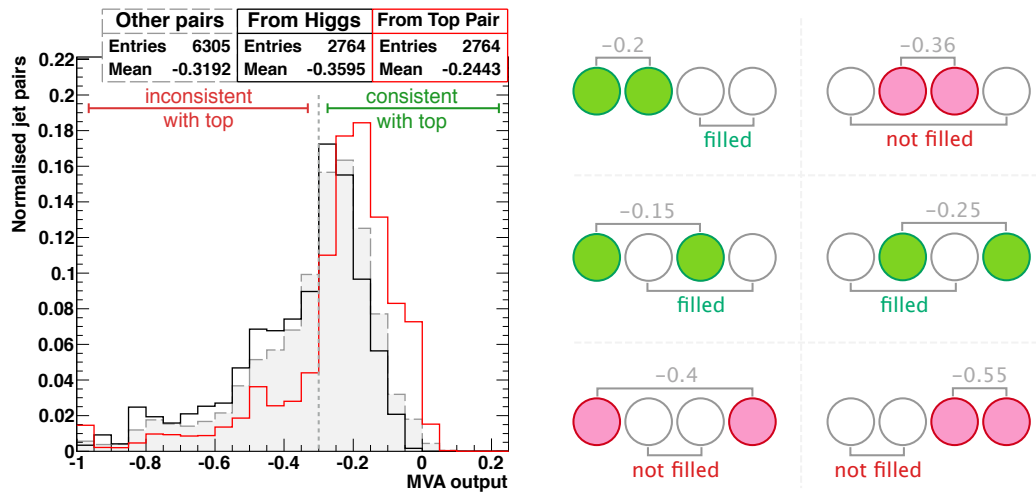 Other pairs
Entries 6305
Mean -0.3192
From Higgs
Entries 2764
Mean -0.3595
From Top Pair
Entries 2764
Mean -0.2443
Normalised jet pairs
0.22
0.2
0.18
0.16
0.14
0.12
0.1
0.08
0.06
0.04
0.02
0
inconsistent
with top
consistent
with top
-1 -0.8 -0.6 -0.4 -0.2 0 0.2
MVA output
−0.2
filled
−0.36
not filled
−0.15
filled
−0.25
filled
−0.4
not filled
−0.55
not filled